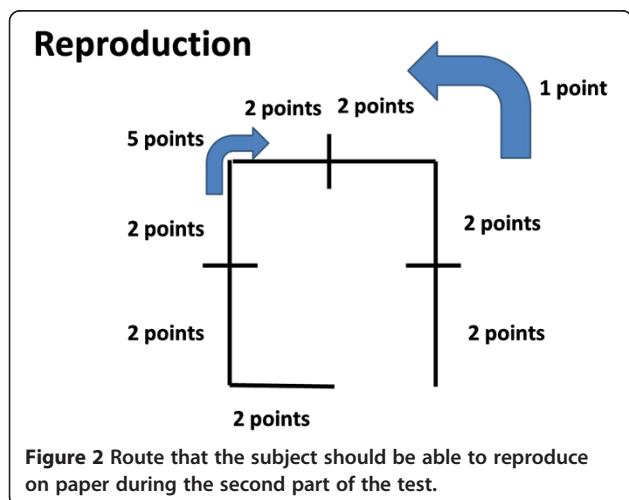 Reproduction
2 points 2 points
1 point
5 points
2 points
2 points
2 points
2 points
2 points
Figure 2 Route that the subject should be able to reproduce
on paper during the second part of the test.